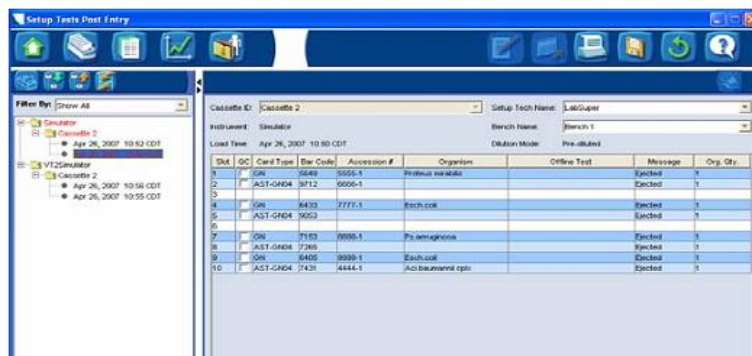 Setup Tests Post Entry
Filter By: Show All
Simulator
Cassette 2
Apr 26, 2007 10:52 CDT
VT2Simulator
Cassette 2
Apr 26, 2007 10:56 CDT
Apr 26, 2007 10:55 CDT
Cassette ID: Cassette 2 Setup Tech Name: LabSuper
Instrument: Simulator Bench Name: Bench 1
Load Time: Apr 26, 2007 10:50 CDT Dilution Mode: Pre-diluted
Slot QC Card Type Bar Code Accession # Organism Offline Test Message Org. Qty.
1 GN 5649 5555-1 Proteus mirabilis Ejected 1
2 AST-GN04 9712 6666-1 Ejected 1
3
4 GN 6433 7777-1 Esch.coli Ejected 1
5 AST-GN04 9053 Ejected 1
6
7 GN 7153 8888-1 Ps.aeruginosa Ejected 1
8 AST-GN04 7265 Ejected 1
9 GN 6405 9999-1 Esch.coli Ejected 1
10 AST-GN04 7431 4444-1 Aci.baumannii cplx Ejected 1